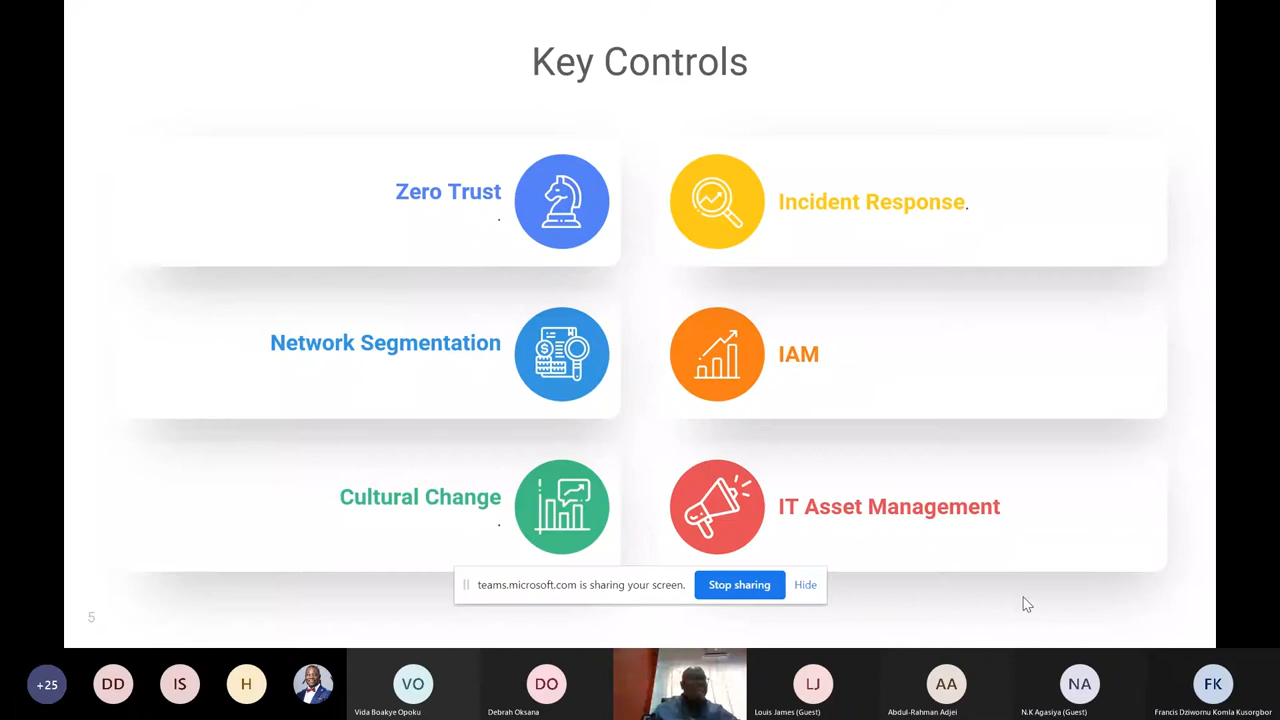 Key Controls
Zero Trust
.
Incident Response.
Network Segmentation
IAM
Cultural Change
.
IT Asset Management
teams.microsoft.com is sharing your screen.
Stop sharing
Hide
5
+25
DD
IS
H
VO
Vida Boakye Opoku
DO
Debrah Oksana
LJ
Louis James (Guest)
AA
Abdul-Rahman Adjei
NA
N.K Agasiya (Guest)
FK
Francis Dziwornu Komla Kusorgbor